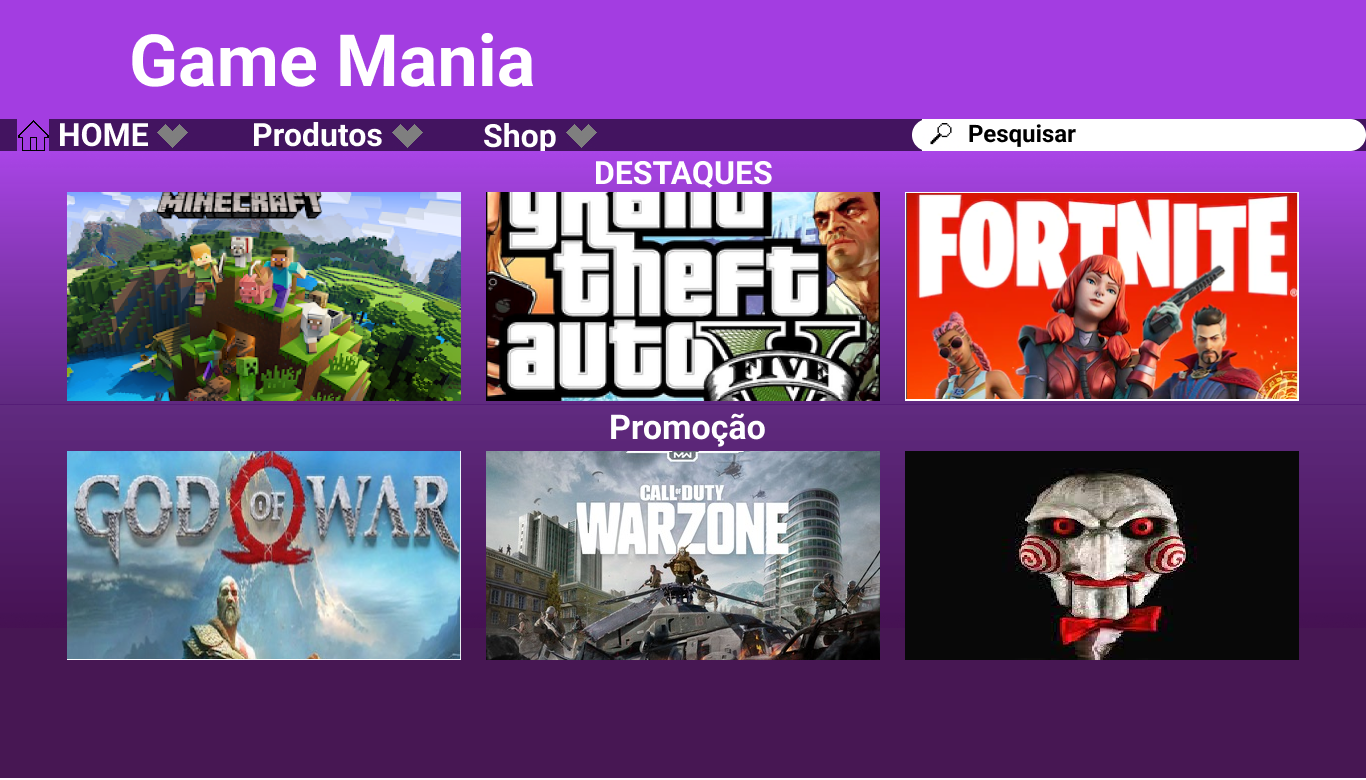 Game Mania
HOME
Produtos
Shop
Pesquisar
DESTAQUES
MINECRAFT
grand
theft
auto
V
FIVE
FORTNITE
Promoção
GOD OF WAR
MW
CALL OF DUTY
WARZONE